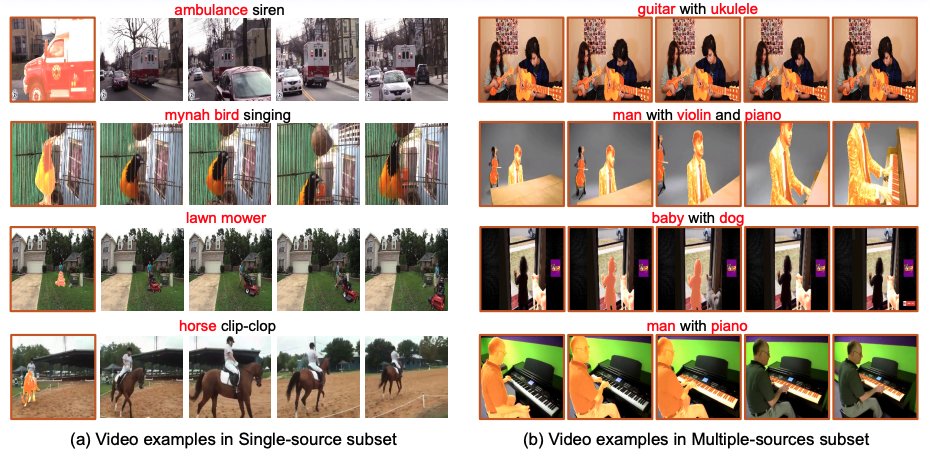 ambulance siren
mynah bird singing
lawn mower
horse clip-clop
(a) Video examples in Single-source subset
guitar with ukulele
man with violin and piano
baby with dog
man with piano
(b) Video examples in Multiple-sources subset